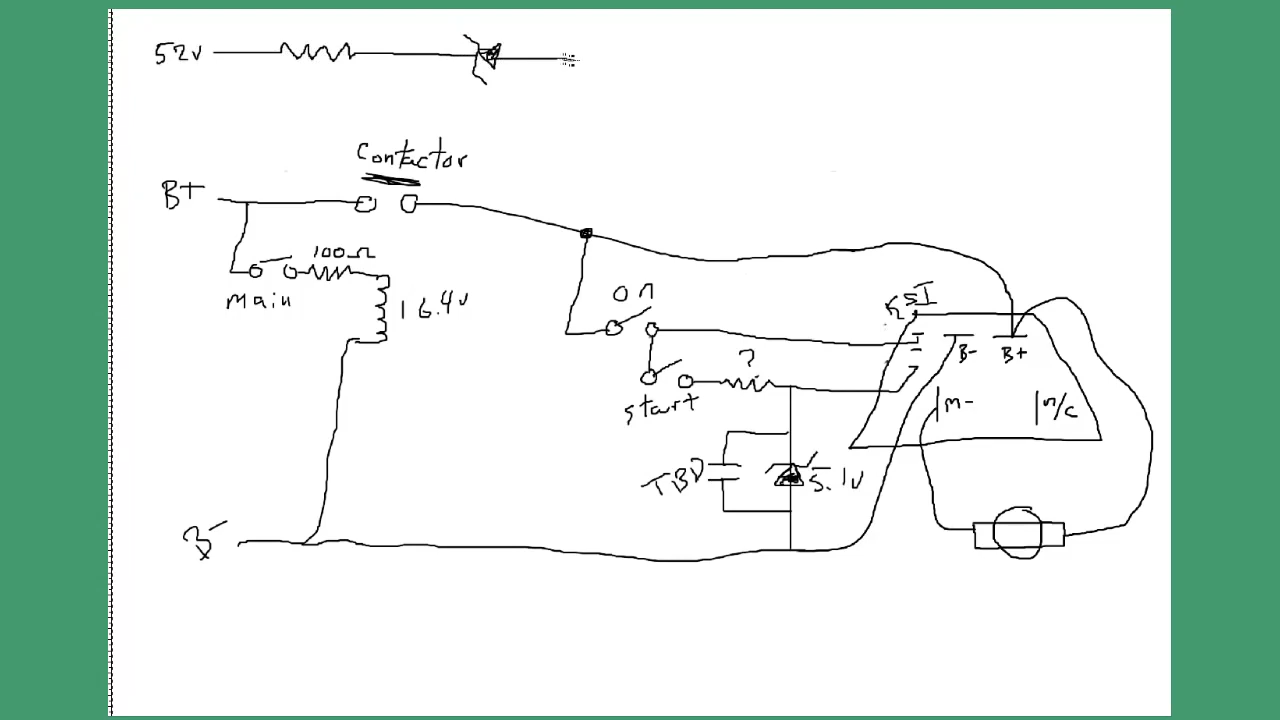 52v
Contactor
B+
100Ω
main
16.4v
on
KSI
B-
B+
?
start
M-
n/c
TBD
5.1v
B-